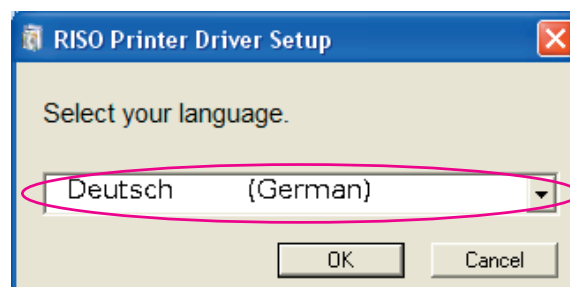 RISO Printer Driver Setup
Select your language.
Deutsch (German)
OK Cancel